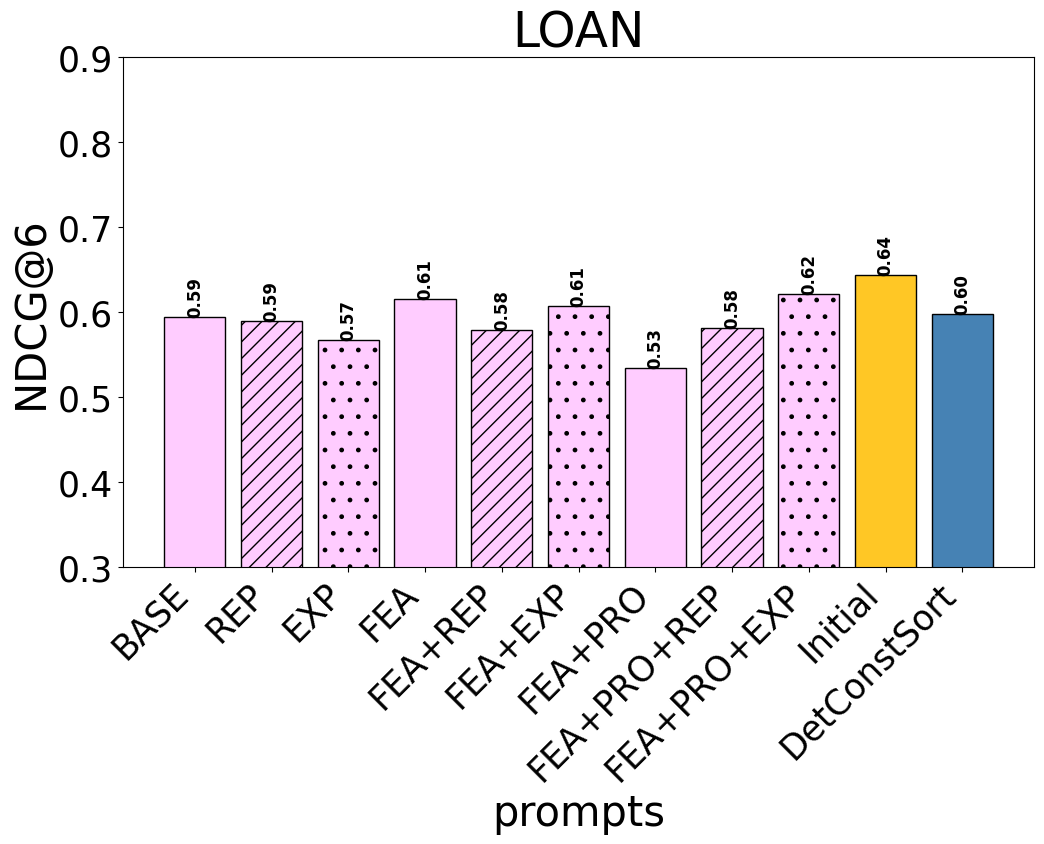 LOAN
NDCG@6
0.9
0.8
0.7
0.6
0.5
0.4
0.3
0.59
0.59
0.57
0.61
0.58
0.61
0.53
0.58
0.62
0.64
0.60
BASE
REP
EXP
FEA
FEA+REP
FEA+EXP
FEA+PRO
FEA+PRO+REP
FEA+PRO+EXP
Initial
DetConstSort
prompts